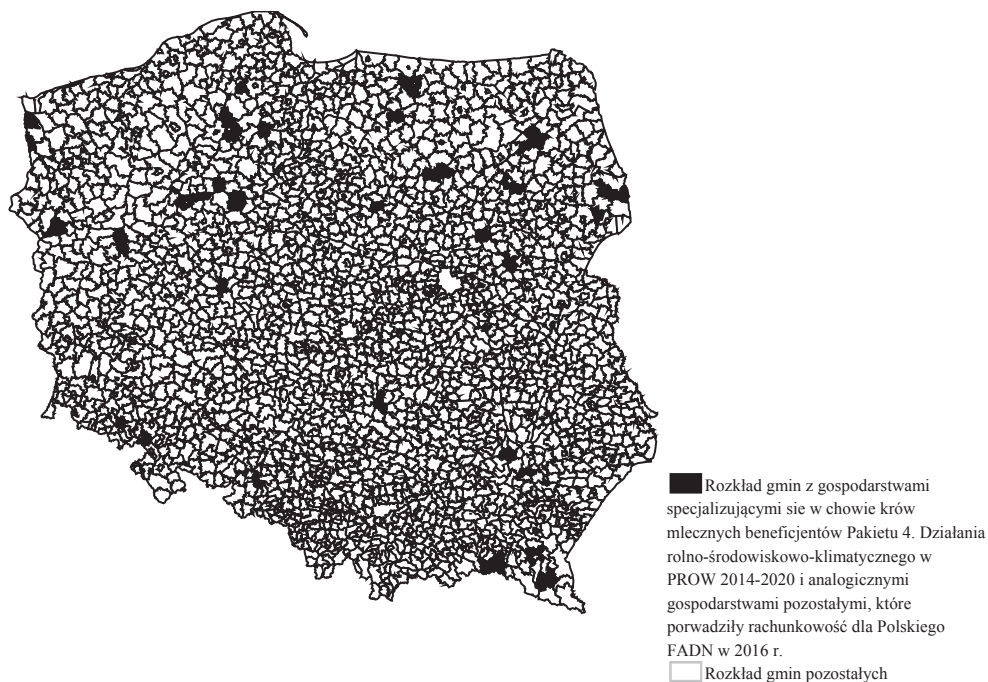 Rozkład gmin z gospodarstwami
specjalizującymi sie w chowie krów
mlecznych beneficjentów Pakietu 4. Działania
rolno-środowiskowo-klimatycznego w
PROW 2014-2020 i analogicznymi
gospodarstwami pozostałymi, które
porwadziły rachunkowość dla Polskiego
FADN w 2016 r.
Rozkład gmin pozostałych